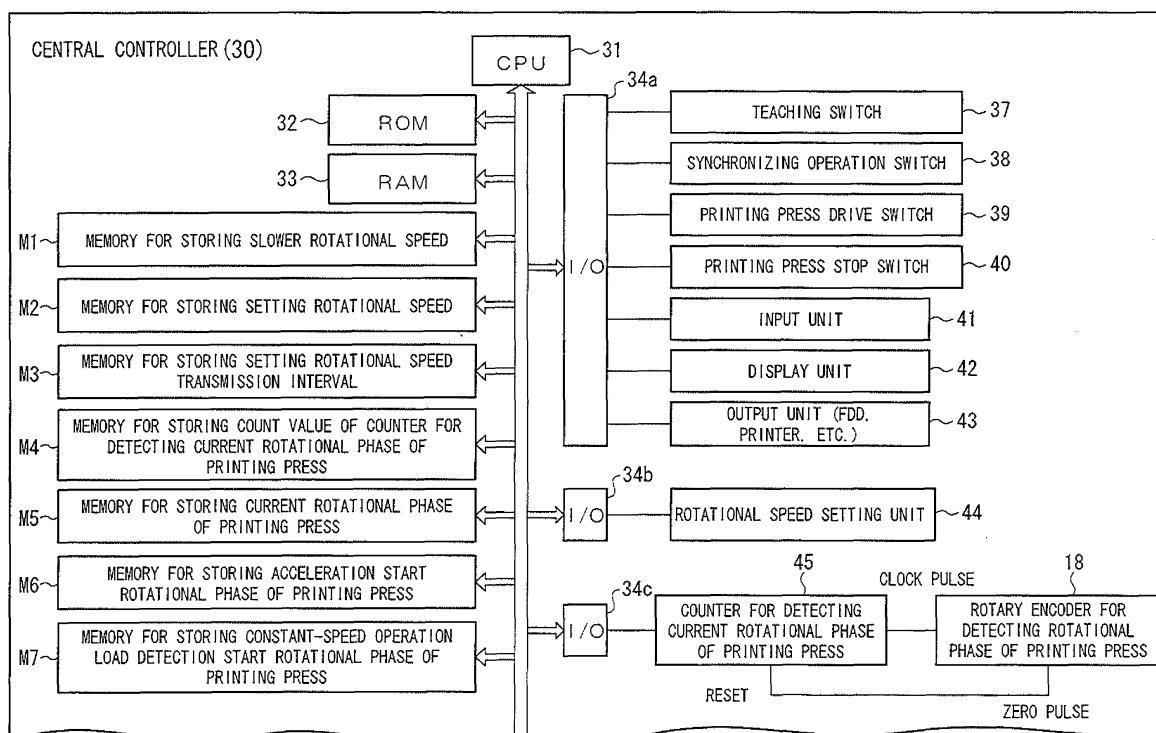 CENTRAL CONTROLLER (30)
31
CPU
34a
32
ROM
33
RAM
M1
MEMORY FOR STORING SLOWER ROTATIONAL SPEED
M2
MEMORY FOR STORING SETTING ROTATIONAL SPEED
M3
MEMORY FOR STORING SETTING ROTATIONAL SPEED
TRANSMISSION INTERVAL
M4
MEMORY FOR STORING COUNT VALUE OF COUNTER FOR
DETECTING CURRENT ROTATIONAL PHASE OF
PRINTING PRESS
M5
MEMORY FOR STORING CURRENT ROTATIONAL PHASE
OF PRINTING PRESS
M6
MEMORY FOR STORING ACCELERATION START
ROTATIONAL PHASE OF PRINTING PRESS
M7
MEMORY FOR STORING CONSTANT-SPEED OPERATION
LOAD DETECTION START ROTATIONAL PHASE OF
PRINTING PRESS
I/O
TEACHING SWITCH
37
SYNCHRONIZING OPERATION SWITCH
38
PRINTING PRESS DRIVE SWITCH
39
PRINTING PRESS STOP SWITCH
40
INPUT UNIT
41
DISPLAY UNIT
42
OUTPUT UNIT (FDD.
PRINTER. ETC.)
43
34b
I/O
ROTATIONAL SPEED SETTING UNIT
44
34c
I/O
45
COUNTER FOR DETECTING
CURRENT ROTATIONAL PHASE
OF PRINTING PRESS
CLOCK PULSE
18
ROTARY ENCODER FOR
DETECTING ROTATIONAL
PHASE OF PRINTING PRESS
RESET
ZERO PULSE